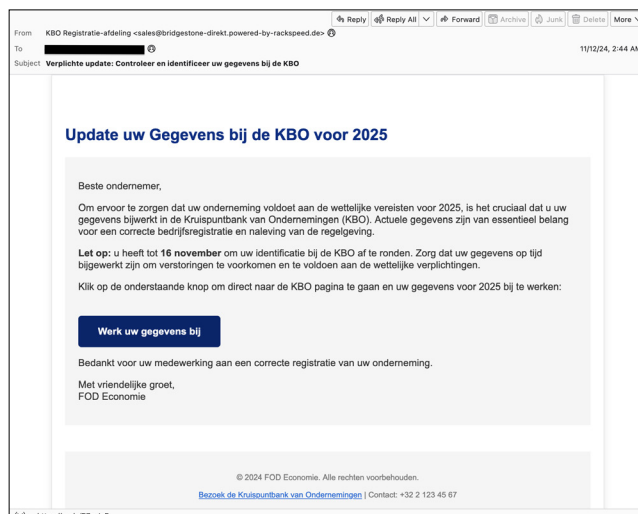 Reply Reply All Forward Archive Junk Delete More
From KBO Registratie-afdeling <sales@bridgestone-direkt.powered-by-rackspeed.de>
To
11/12/24, 2:44 AM
Subject Verplichte update: Controleer en identificeer uw gegevens bij de KBO
Update uw Gegevens bij de KBO voor 2025
Beste ondernemer,
Om ervoor te zorgen dat uw onderneming voldoet aan de wettelijke vereisten voor 2025, is het cruciaal dat u uw
gegevens bijwerkt in de Kruispuntbank van Ondernemingen (KBO). Actuele gegevens zijn van essentieel belang
voor een correcte bedrijfsregistratie en naleving van de regelgeving.
Let op: u heeft tot 16 november om uw identificatie bij de KBO af te ronden. Zorg dat uw gegevens op tijd
bijgewerkt zijn om verstoringen te voorkomen en te voldoen aan de wettelijke verplichtingen.
Klik op de onderstaande knop om direct naar de KBO pagina te gaan en uw gegevens voor 2025 bij te werken:
Werk uw gegevens bij
Bedankt voor uw medewerking aan een correcte registratie van uw onderneming.
Met vriendelijke groet,
FOD Economie
© 2024 FOD Economie. Alle rechten voorbehouden.
Bezoek de Kruispuntbank van Ondernemingen | Contact: +32 2 123 45 67